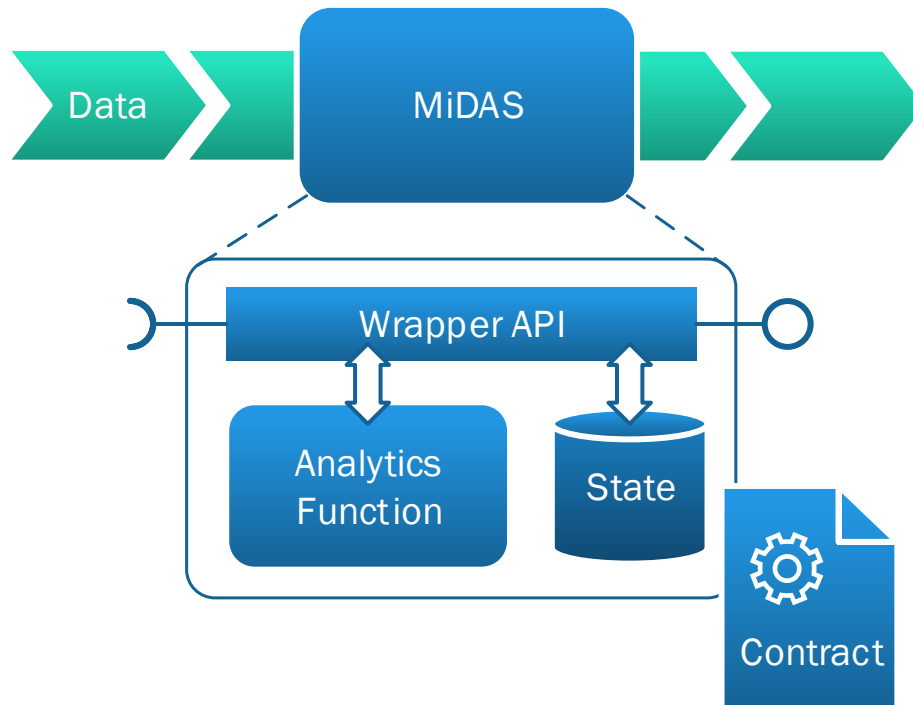 Data
MiDAS
Wrapper API
Analytics
Function
State
Contract